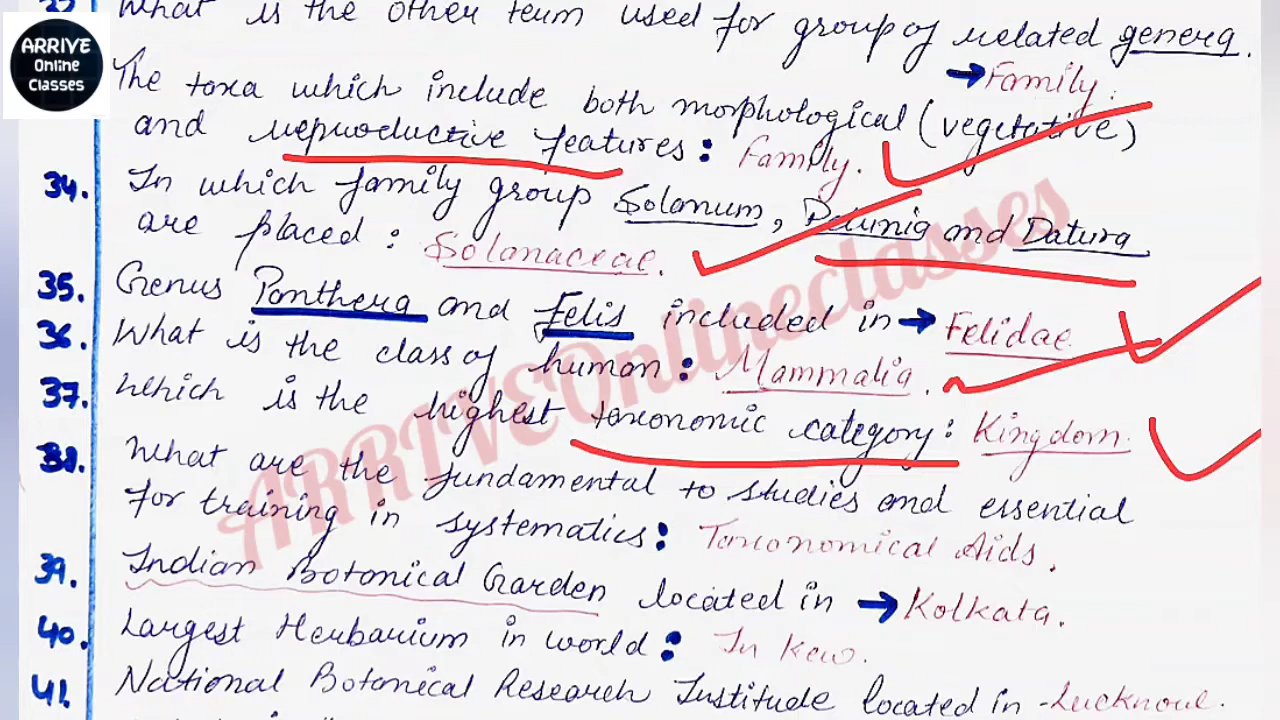 ARRIVE
Online
Classes
What is the other term used for group of related genera.
→ Family.
The taxa which include both morphological (vegetative)
and reproductive features : Family.
34. In which family group Solanum, Petunia and Datura
are placed : Solanaceae.
35. Genus Panthera and Felis included in → Felidae
36. What is the class of human : Mammalia.
37. Which is the highest taxonomic category : Kingdom.
38. What are the fundamental to studies and essential
for training in systematics : Taxonomical Aids.
39. Indian Botanical Garden located in → Kolkata.
40. Largest Herbarium in world : In Kew.
41. National Botanical Research Institude located in - Lucknow.
ARRIVEOnlineclasses